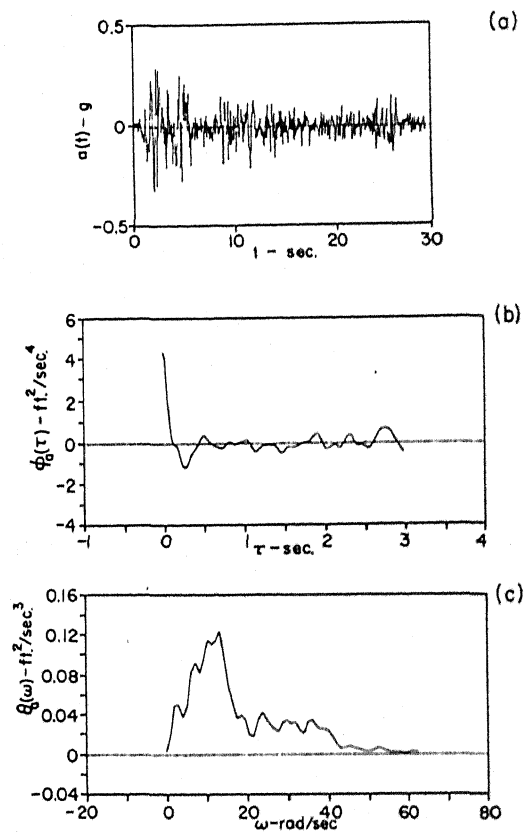 (a)
0.5
0
-0.5
a(t) - g
0 10 20 30
t - sec.
(b)
6
4
2
0
-2
-4
ϕa(τ) - ft.²/sec.⁴
-1 0 1 2 3 4
τ - sec.
(c)
0.16
0.12
0.08
0.04
0
-0.04
θa(ω) - ft.²/sec.³
-20 0 20 40 60 80
ω-rad/sec